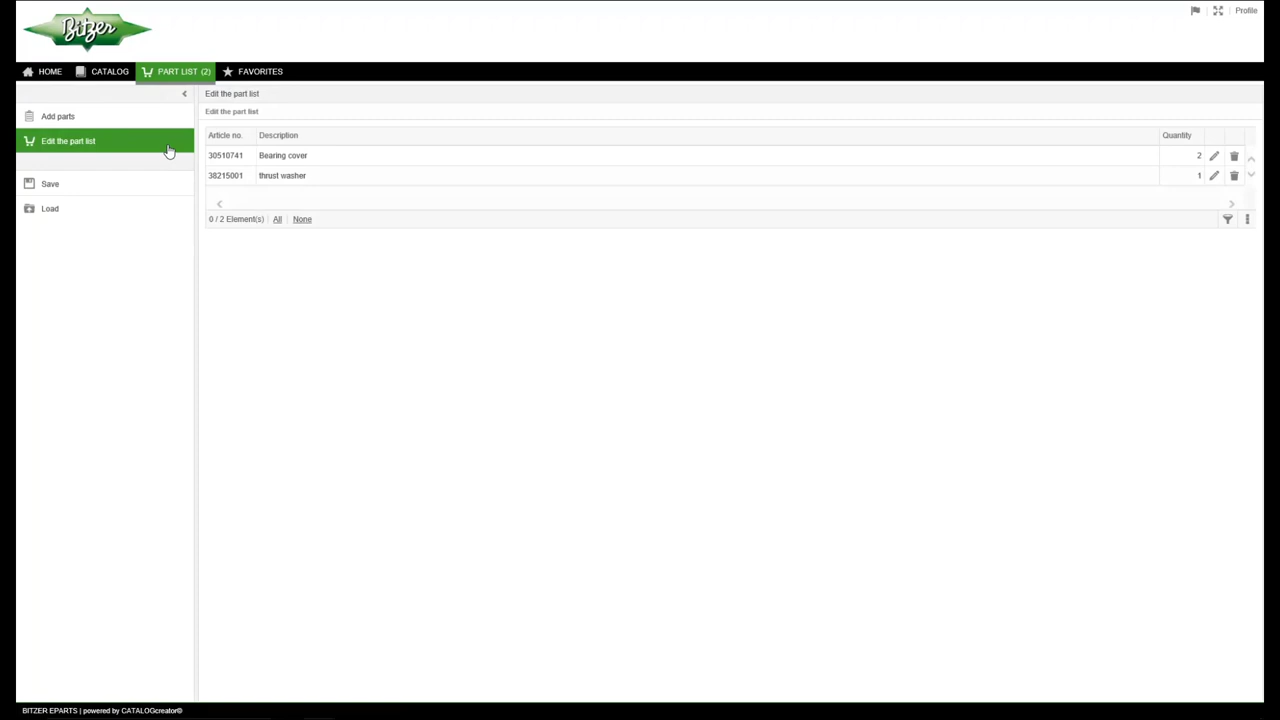 Bitzer
Profile
HOME CATALOG PART LIST (2) FAVORITES
Edit the part list
Add parts
Edit the part list
Save
Load
Edit the part list
Article no. Description Quantity
30510741 Bearing cover 2
38215001 thrust washer 1
0 / 2 Element(s) All None
BITZER EPARTS | powered by CATALOGcreator©